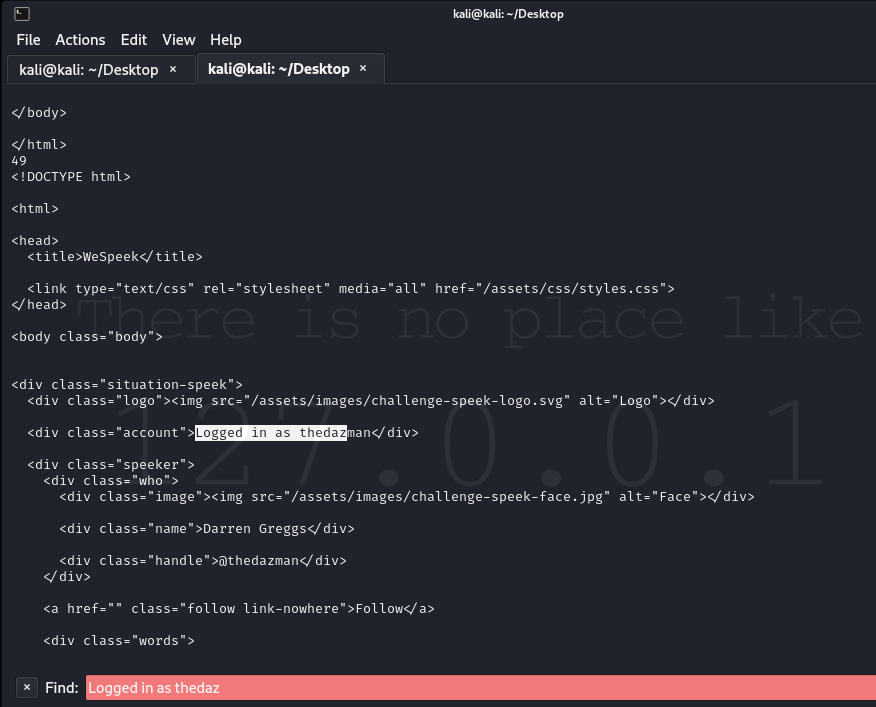 kali@kali: ~/Desktop
File Actions Edit View Help
kali@kali: ~/Desktop × kali@kali: ~/Desktop ×
</body>
</html>
49
<!DOCTYPE html>
<html>
<head>
<title>WeSpeek</title>
<link type="text/css" rel="stylesheet" media="all" href="/assets/css/styles.css">
</head>
There is no place like
<body class="body">
<div class="situation-speek">
<div class="logo"><img src="/assets/images/challenge-speek-logo.svg" alt="Logo"></div>
127.0.0.1
<div class="account">Logged in as thedazman</div>
<div class="speeker">
<div class="who">
<div class="image"><img src="/assets/images/challenge-speek-face.jpg" alt="Face"></div>
<div class="name">Darren Greggs</div>
<div class="handle">@thedazman</div>
</div>
<a href="" class="follow link-nowhere">Follow</a>
<div class="words">
× Find: Logged in as thedaz